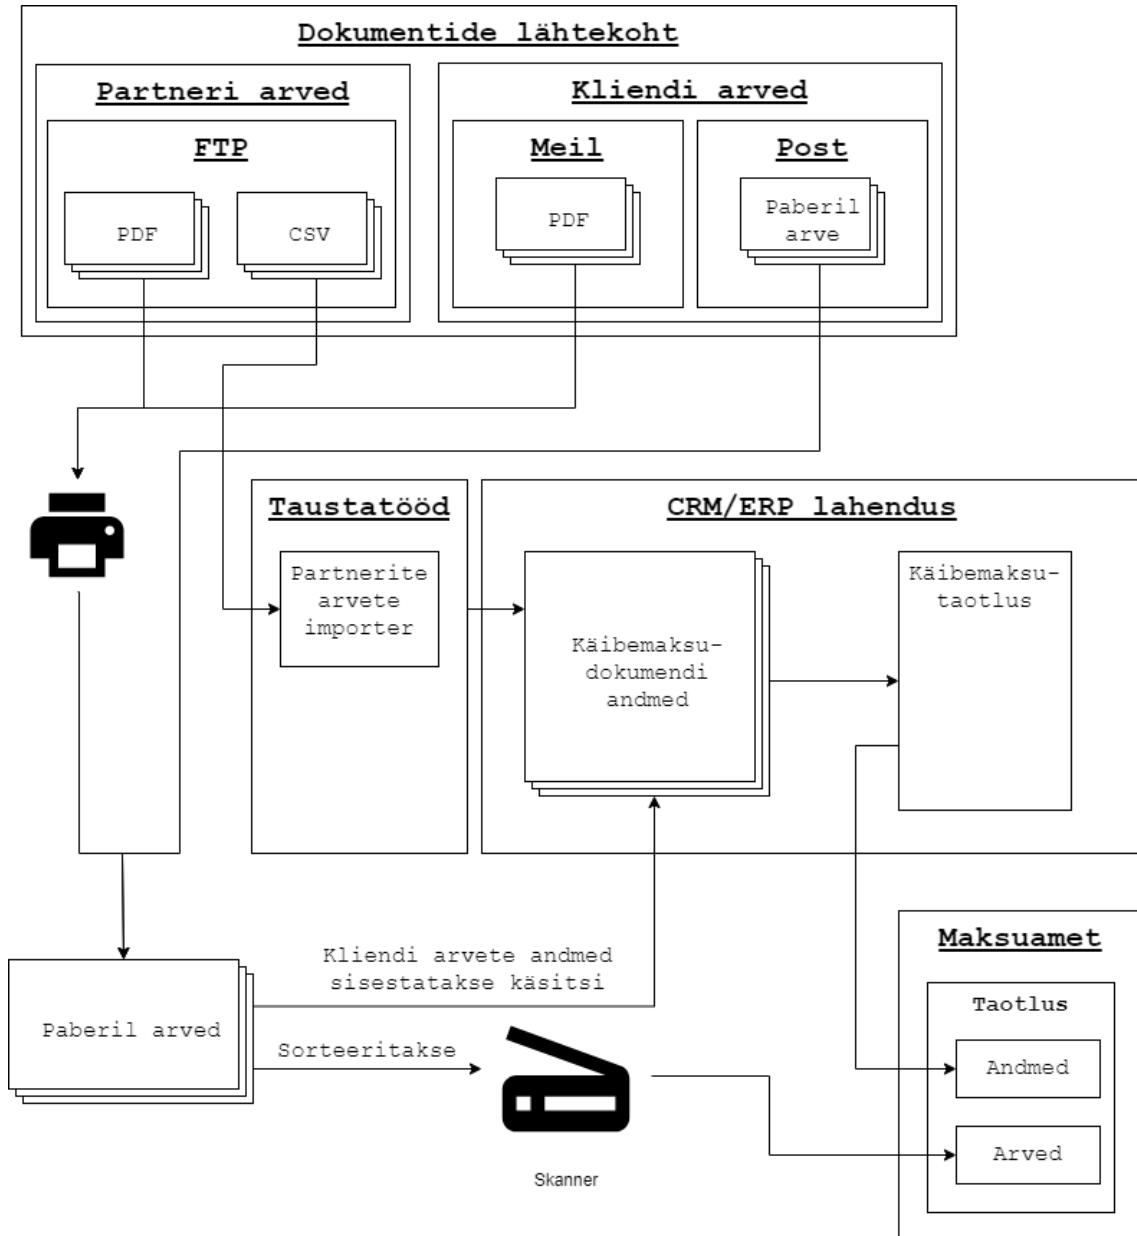 Dokumentide lähtekoht
Partneri arved
Kliendi arved
FTP
Meil
Post
PDF
CSV
PDF
Paberil
arve
Taustatööd
CRM/ERP lahendus
Partnerite
arvete
importer
Käibemaksu-
dokumendi
andmed
Käibemaksu-
taotlus
Maksuamet
Kliendi arvete andmed
sisestatakse käsitsi
Taotlus
Paberil arved
Sorteeritakse
Andmed
Arved
Skanner